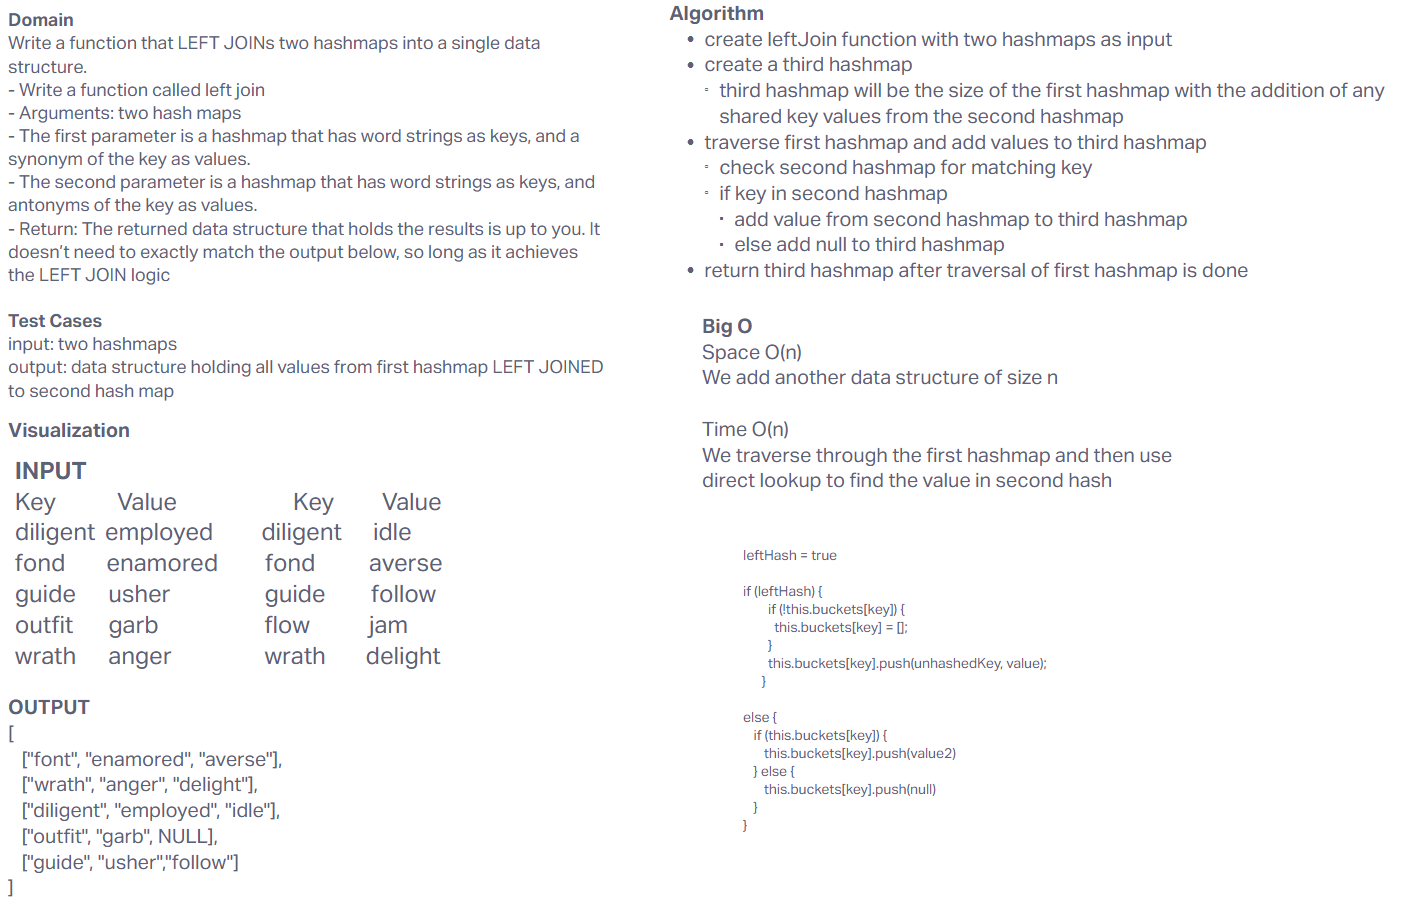 Domain
Write a function that LEFT JOINs two hashmaps into a single data
structure.
- Write a function called left join
- Arguments: two hash maps
- The first parameter is a hashmap that has word strings as keys, and a
synonym of the key as values.
- The second parameter is a hashmap that has word strings as keys, and
antonyms of the key as values.
- Return: The returned data structure that holds the results is up to you. It
doesn't need to exactly match the output below, so long as it achieves
the LEFT JOIN logic
Test Cases
input: two hashmaps
output: data structure holding all values from first hashmap LEFT JOINED
to second hash map
Visualization
INPUT
Key Value Key Value
diligent employed diligent idle
fond enamored fond averse
guide usher guide follow
outfit garb flow jam
wrath anger wrath delight
OUTPUT
[
["font", "enamored", "averse"],
["wrath", "anger", "delight"],
["diligent", "employed", "idle"],
["outfit", "garb", NULL],
["guide", "usher","follow"]
]
Algorithm
• create leftJoin function with two hashmaps as input
• create a third hashmap
◦ third hashmap will be the size of the first hashmap with the addition of any
shared key values from the second hashmap
• traverse first hashmap and add values to third hashmap
◦ check second hashmap for matching key
◦ if key in second hashmap
▪ add value from second hashmap to third hashmap
▪ else add null to third hashmap
• return third hashmap after traversal of first hashmap is done
Big O
Space O(n)
We add another data structure of size n
Time O(n)
We traverse through the first hashmap and then use
direct lookup to find the value in second hash
leftHash = true
if (leftHash) {
if (!this.buckets[key]) {
this.buckets[key] = [];
}
this.buckets[key].push(unhashedKey, value);
}
else {
if (this.buckets[key]) {
this.buckets[key].push(value2)
} else {
this.buckets[key].push(null)
}
}